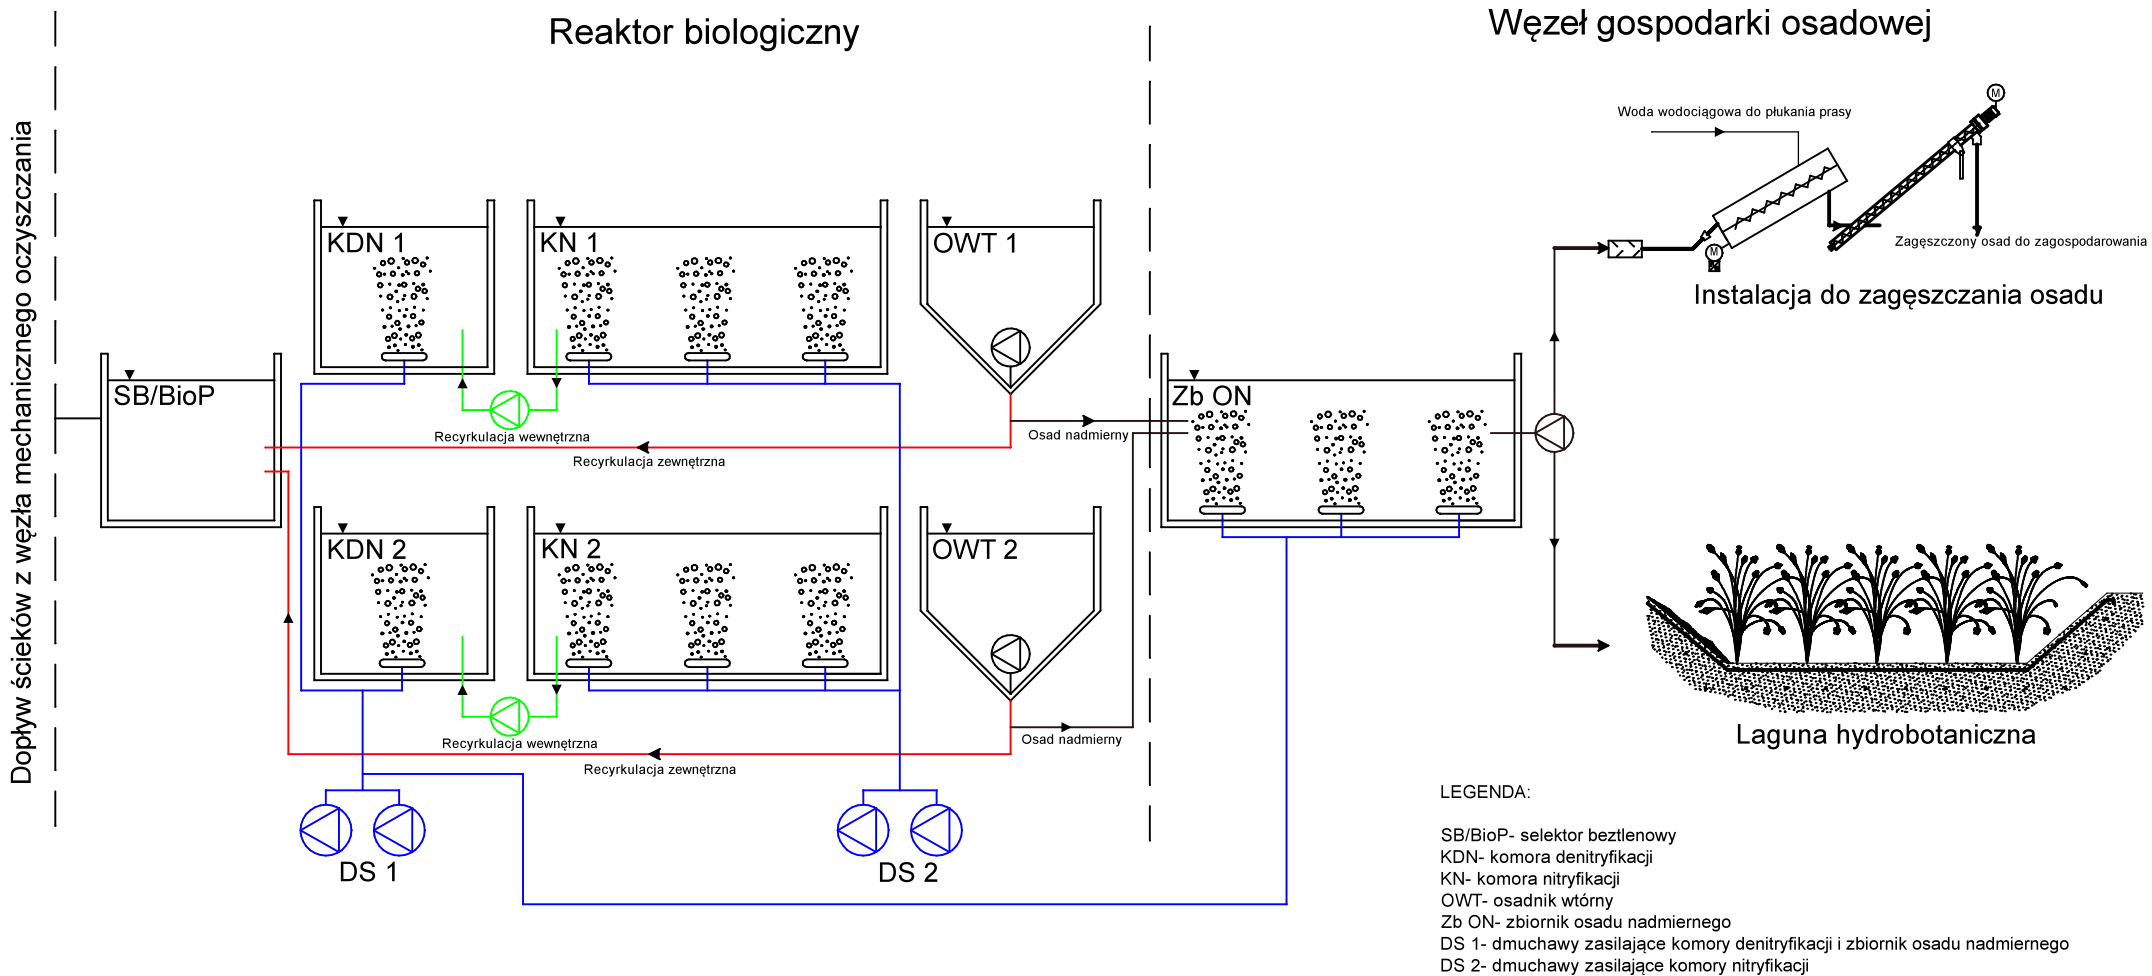 Reaktor biologiczny
Węzeł gospodarki osadowej
Dopływ ścieków z węzła mechanicznego oczyszczania
Woda wodociągowa do płukania prasy
M
M
Zagęszczony osad do zagospodarowania
Instalacja do zagęszczania osadu
KDN 1
KN 1
OWT 1
SB/BioP
Zb ON
Recyrkulacja wewnętrzna
Osad nadmierny
Recyrkulacja zewnętrzna
KDN 2
KN 2
OWT 2
Recyrkulacja wewnętrzna
Osad nadmierny
Recyrkulacja zewnętrzna
Laguna hydrobotaniczna
DS 1
DS 2
LEGENDA:
SB/BioP- selektor beztlenowy
KDN- komora denitryfikacji
KN- komora nitryfikacji
OWT- osadnik wtórny
Zb ON- zbiornik osadu nadmiernego
DS 1- dmuchawy zasilające komory denitryfikacji i zbiornik osadu nadmiernego
DS 2- dmuchawy zasilające komory nitryfikacji